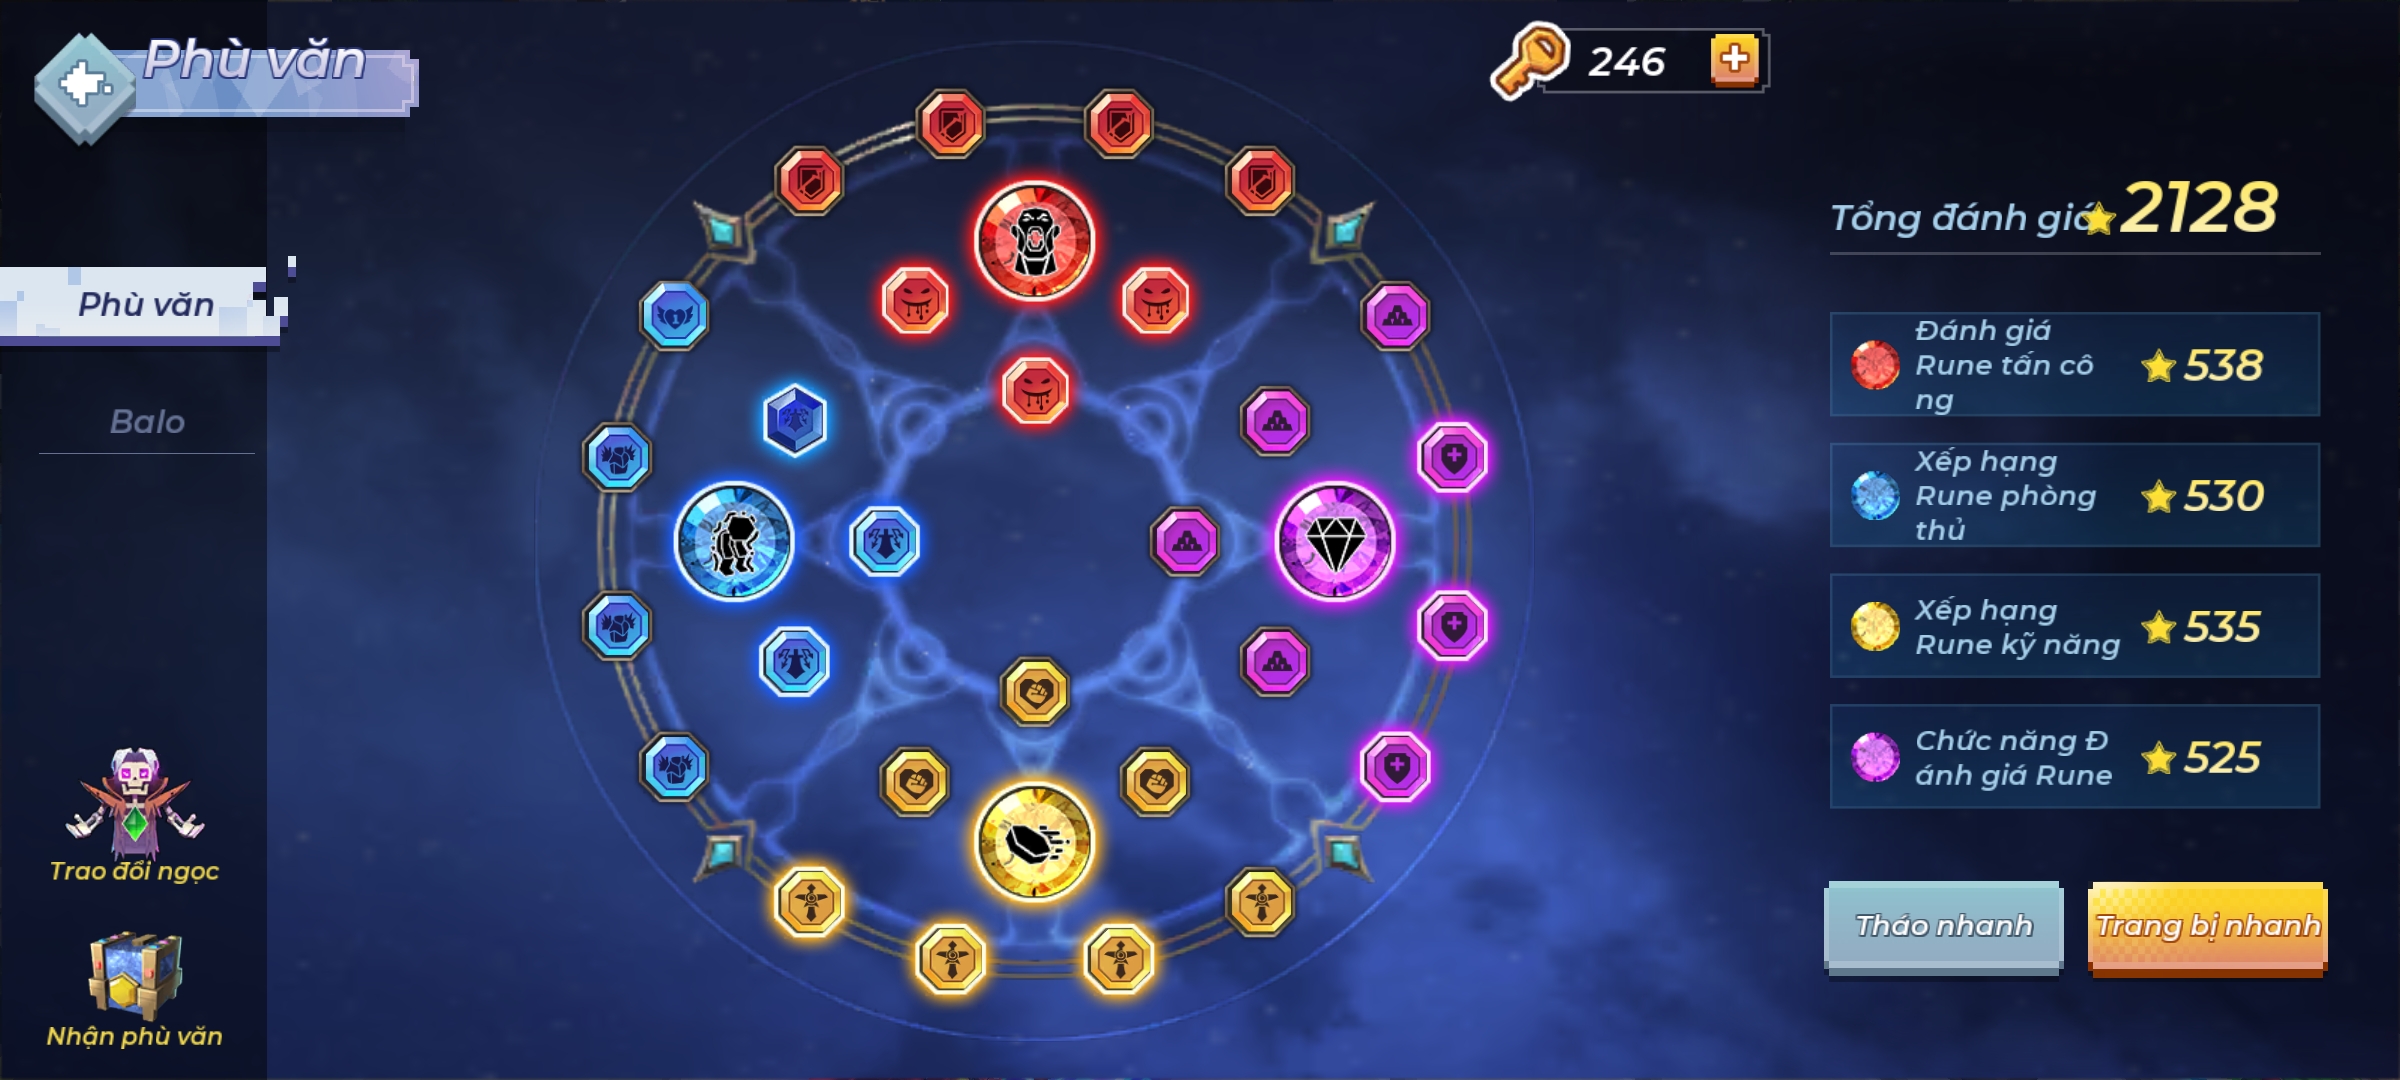 Phù văn
246
Phù văn
Balo
Trao đổi ngọc
Nhận phù văn
Tổng đánh giá 2128
Đánh giá
Rune tấn cô
ng
538
Xếp hạng
Rune phòng
thủ
530
Xếp hạng
Rune kỹ năng
535
Chức năng Đ
ánh giá Rune
525
Tháo nhanh
Trang bị nhanh